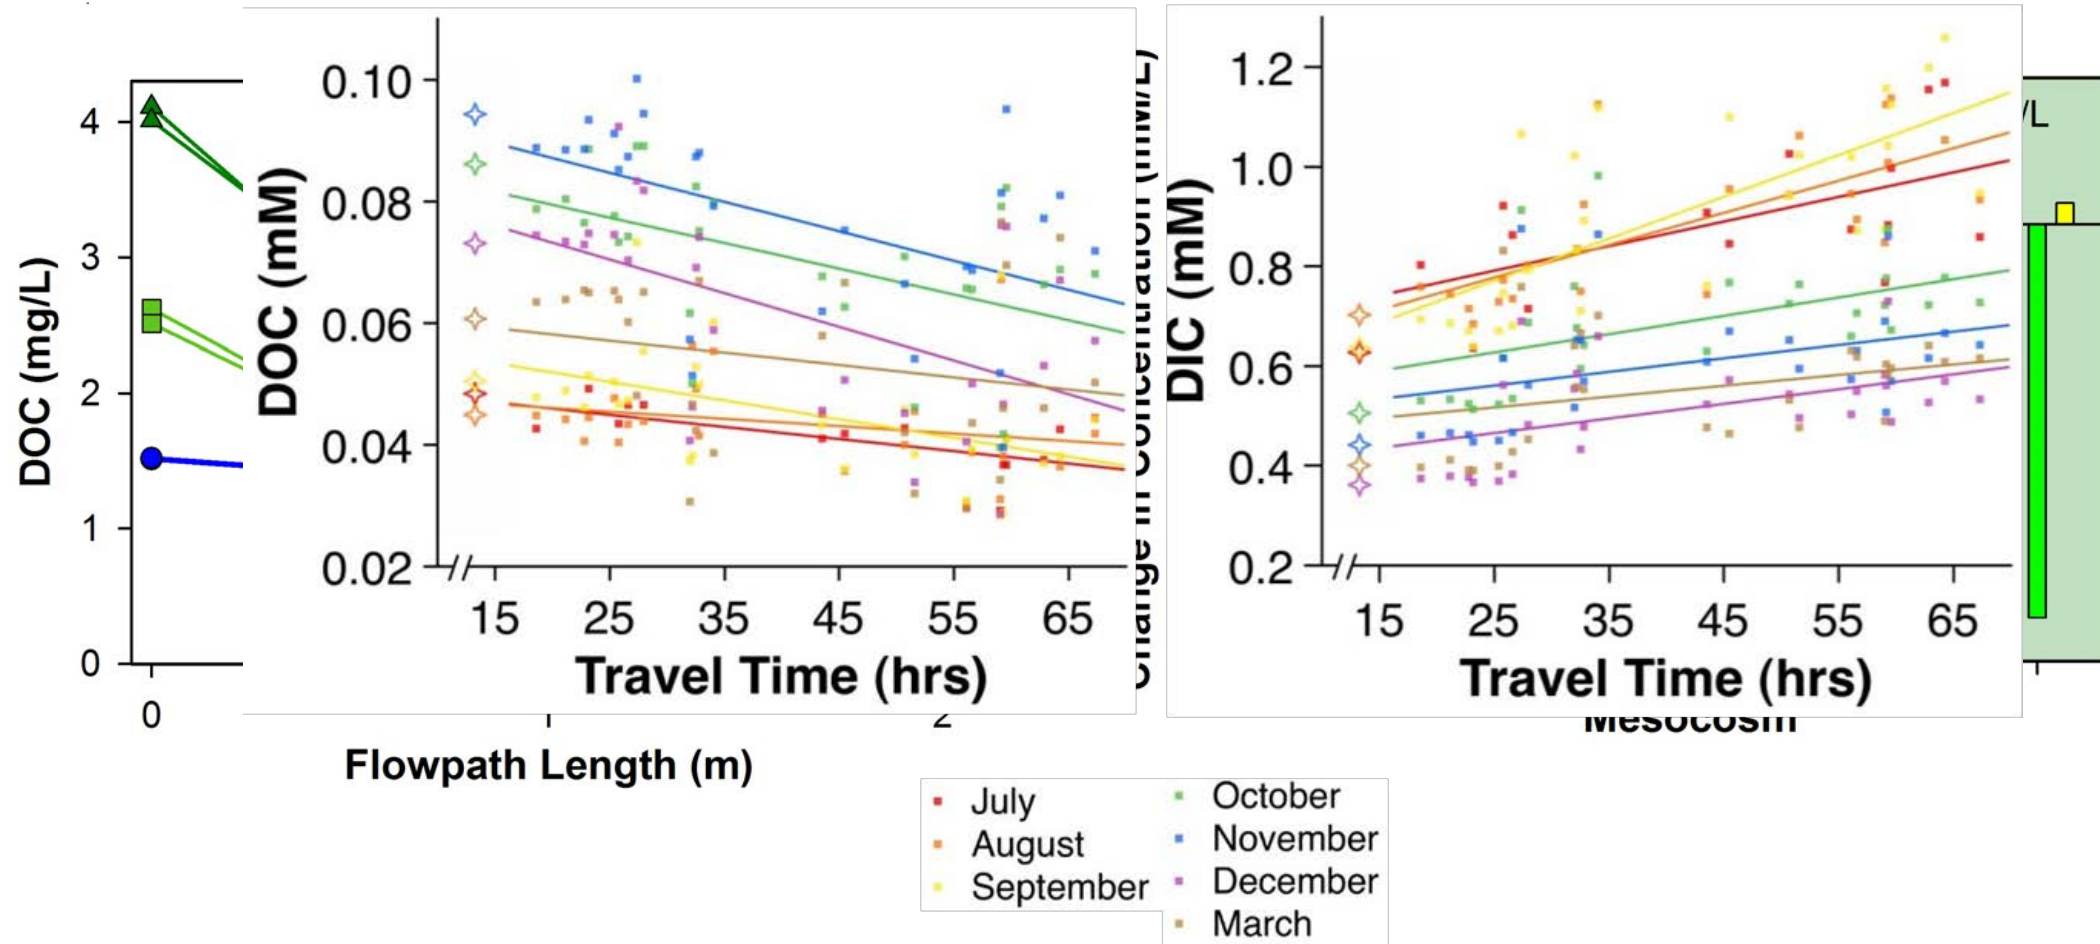 DOC (mg/L)
4
3
2
1
0
0
2
Flowpath Length (m)
DOC (mM)
0.10
0.08
0.06
0.04
0.02
15 25 35 45 55 65
Travel Time (hrs)
DIC (mM)
1.2
1.0
0.8
0.6
0.4
0.2
15 25 35 45 55 65
Travel Time (hrs)
/L
Mesocosm
July
August
September
October
November
December
March